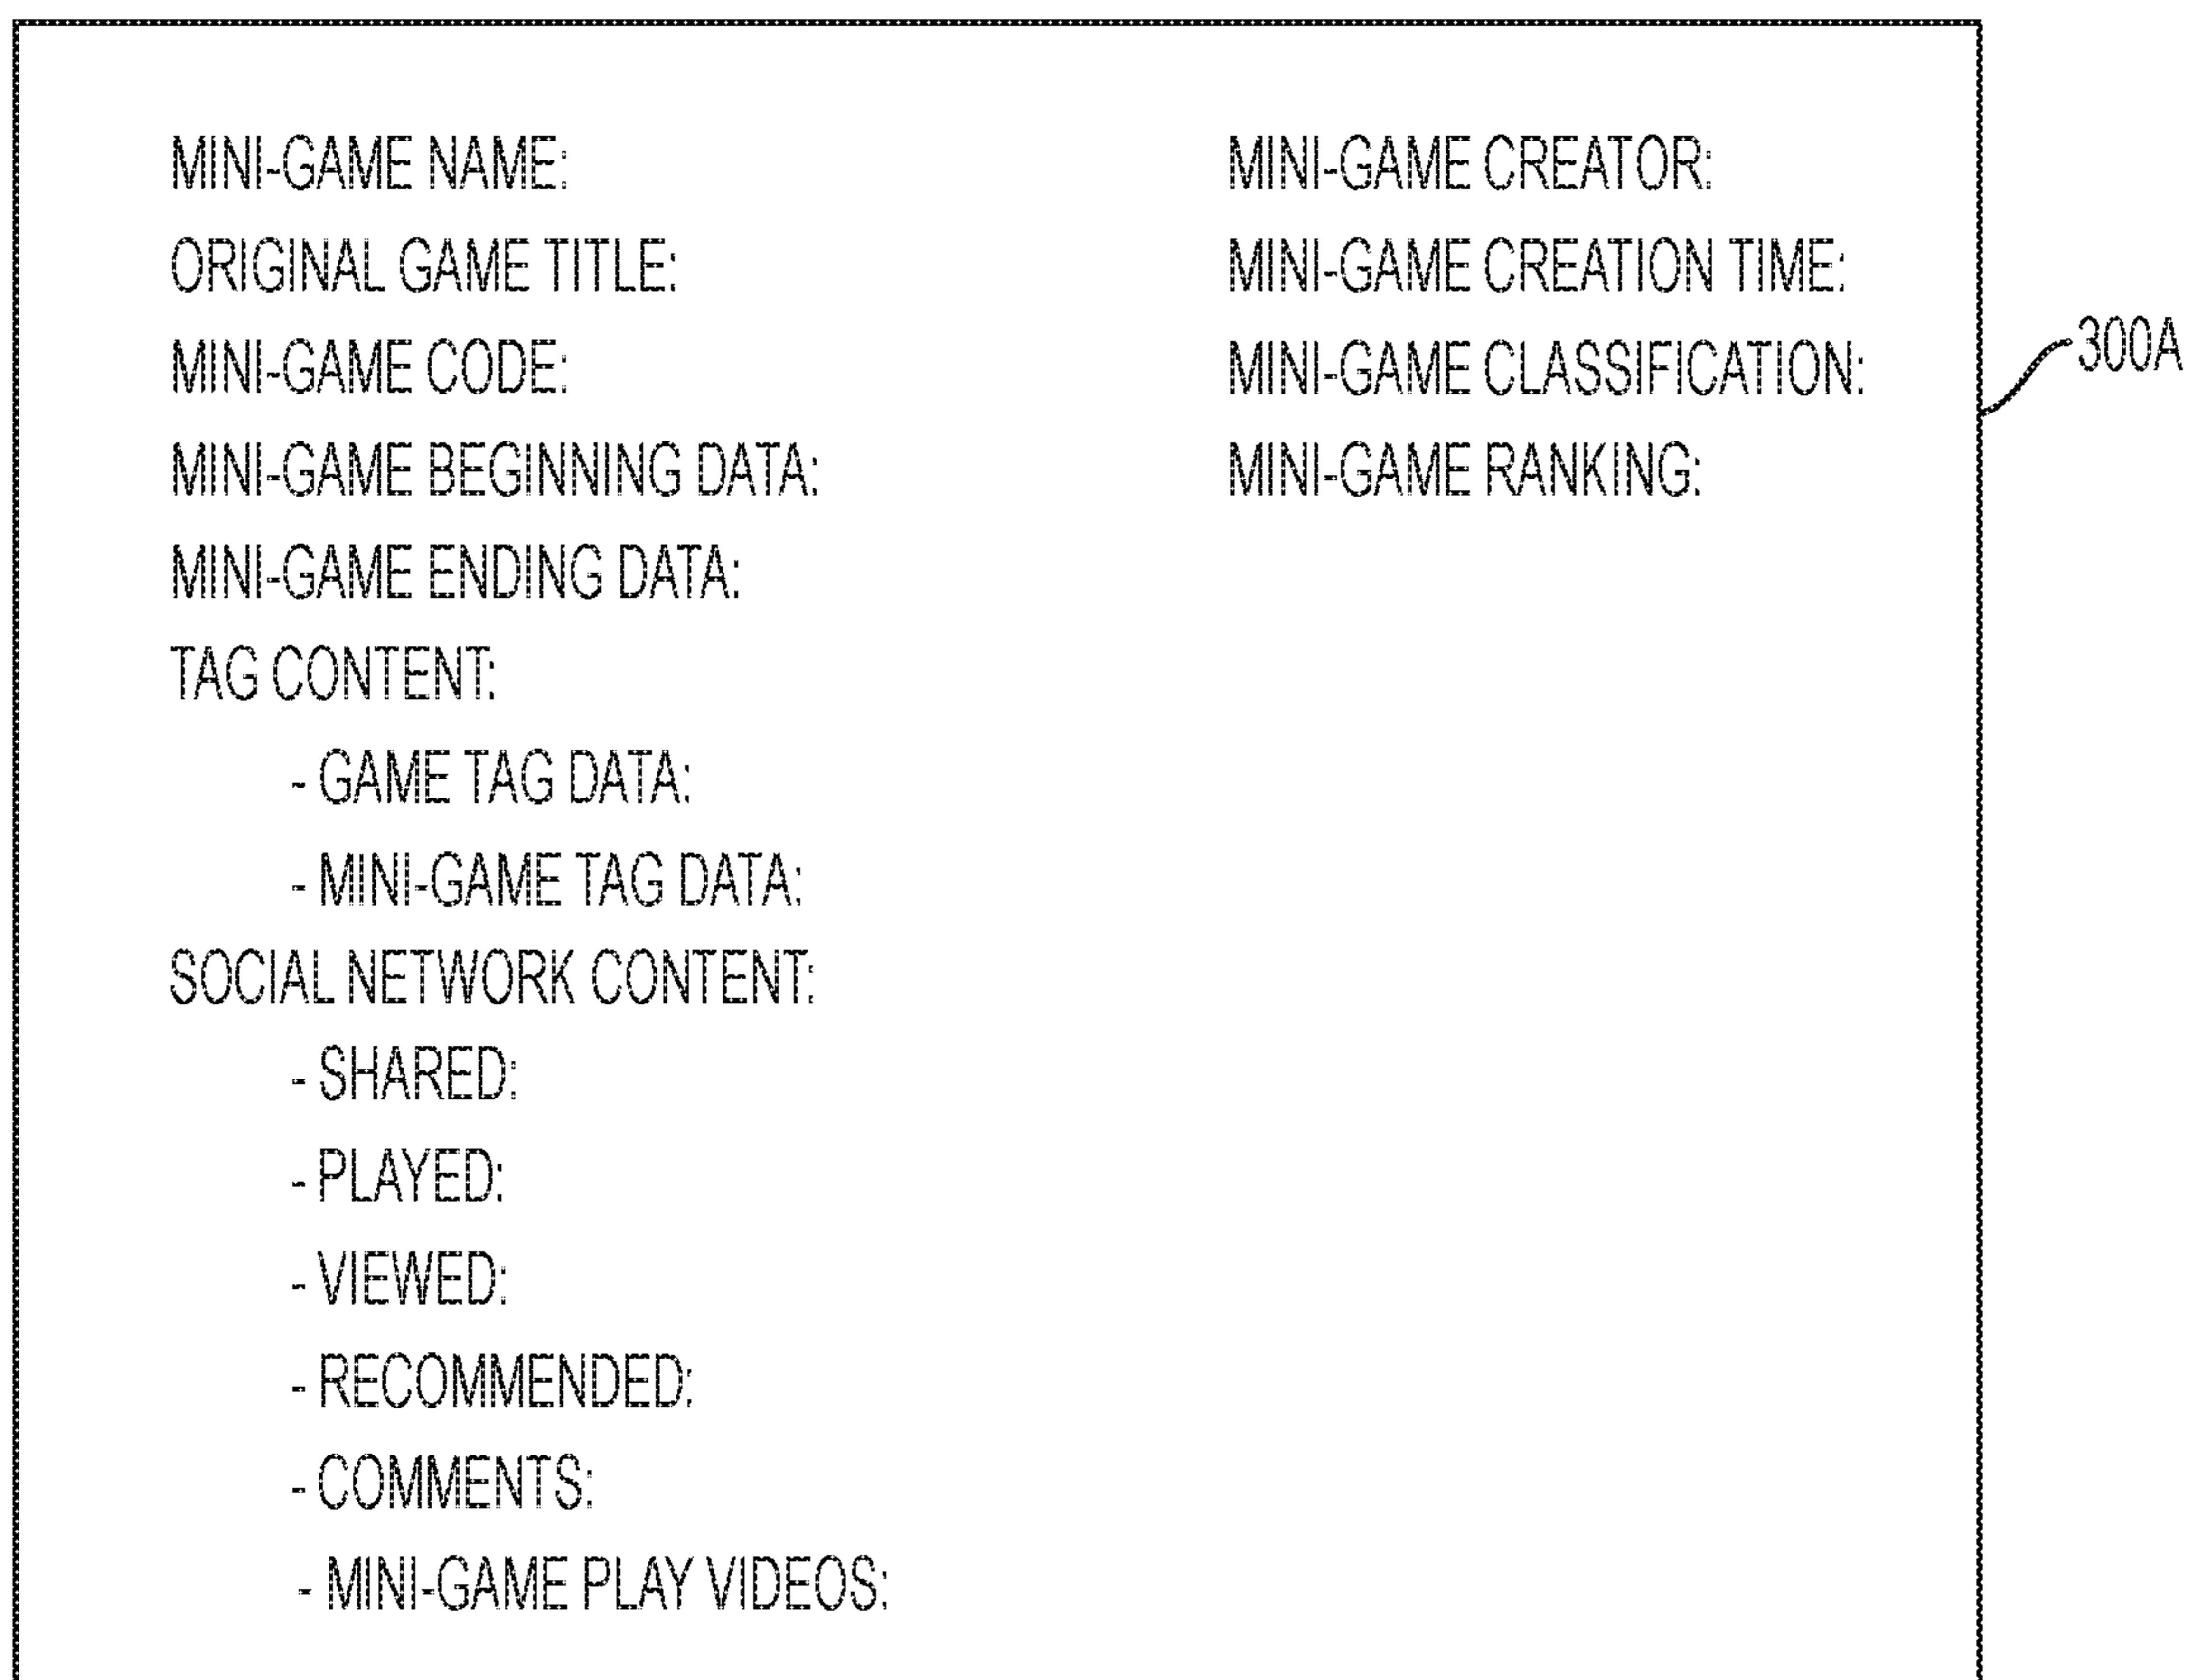 MINI-GAME NAME:
ORIGINAL GAME TITLE:
MINI-GAME CODE:
MINI-GAME BEGINNING DATA:
MINI-GAME ENDING DATA:
TAG CONTENT:
- GAME TAG DATA:
- MINI-GAME TAG DATA:
SOCIAL NETWORK CONTENT:
- SHARED:
- PLAYED:
- VIEWED:
- RECOMMENDED:
- COMMENTS:
- MINI-GAME PLAY VIDEOS:
MINI-GAME CREATOR:
MINI-GAME CREATION TIME:
MINI-GAME CLASSIFICATION:
MINI-GAME RANKING:
300A